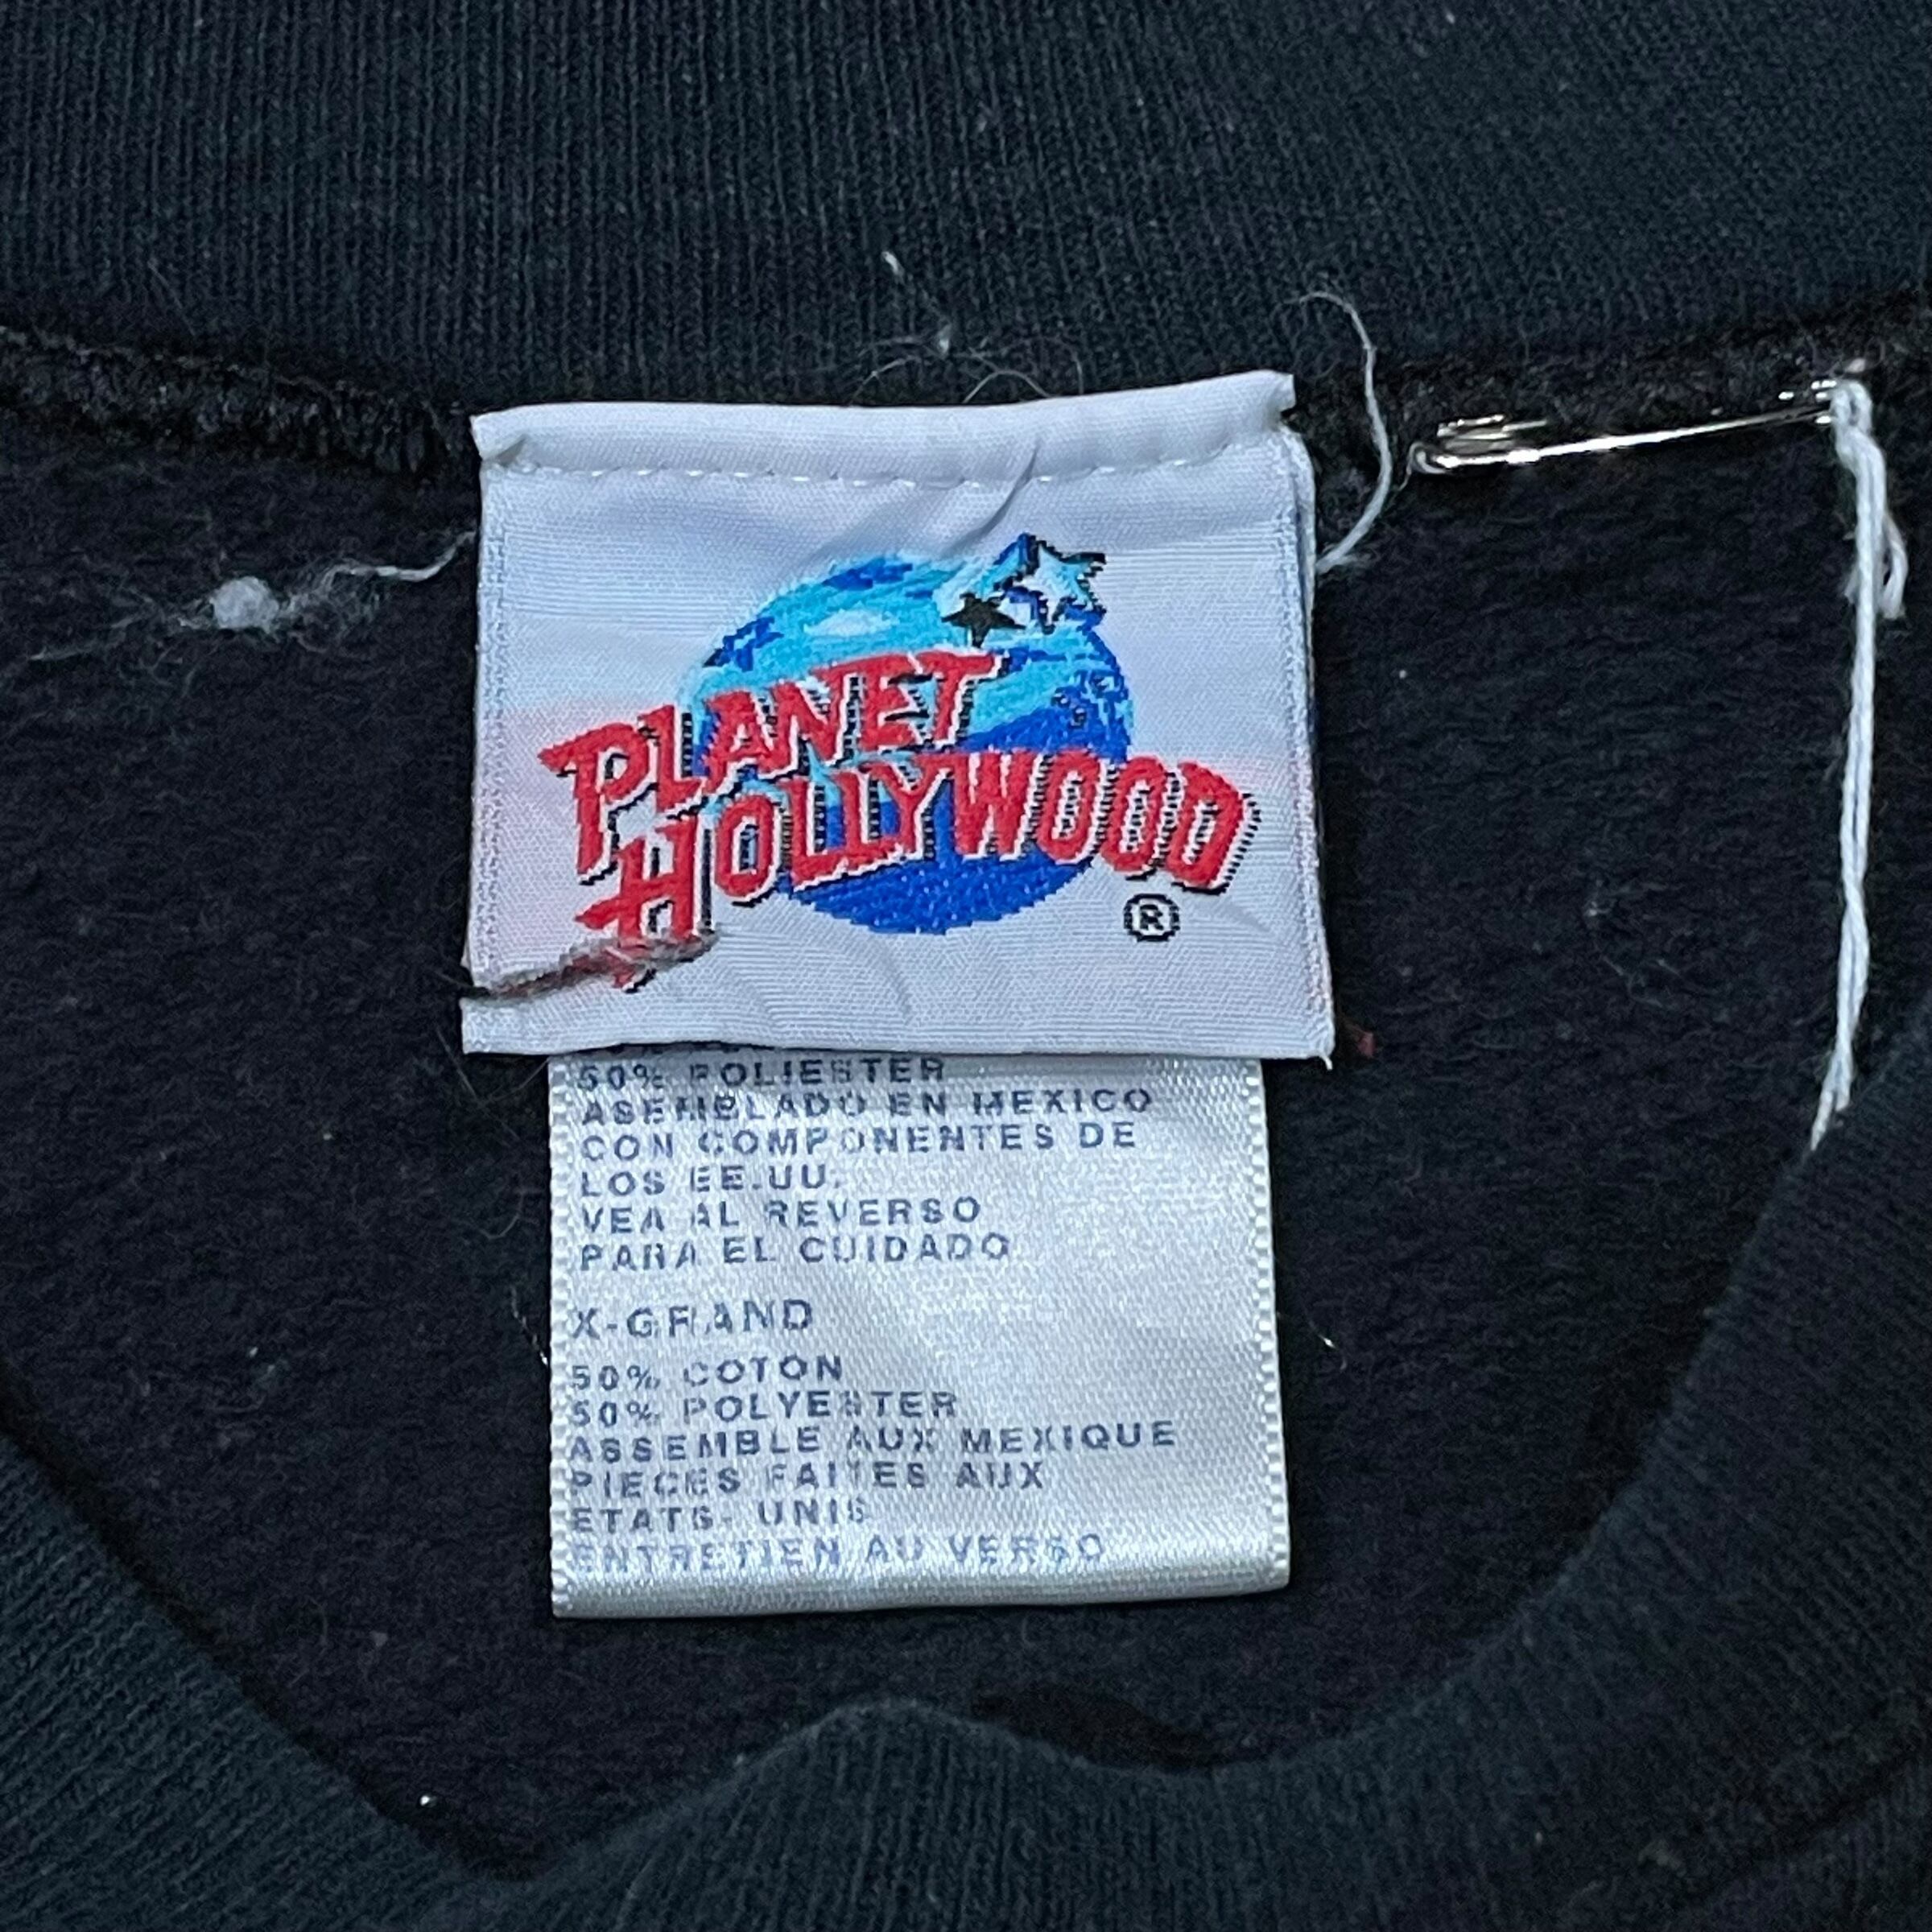 PLANET
HOLLYWOOD
®
50% POLIESTER
ASEMBLADO EN MEXICO
CON COMPONENTES DE
LOS EE.UU.
VEA AL REVERSO
PARA EL CUIDADO
X-GRAND
50% COTON
50% POLYESTER
ASSEMBLE AUX MEXIQUE
PIECES FAITES AUX
ETATS- UNIS
ENTRETIEN AU VERSO